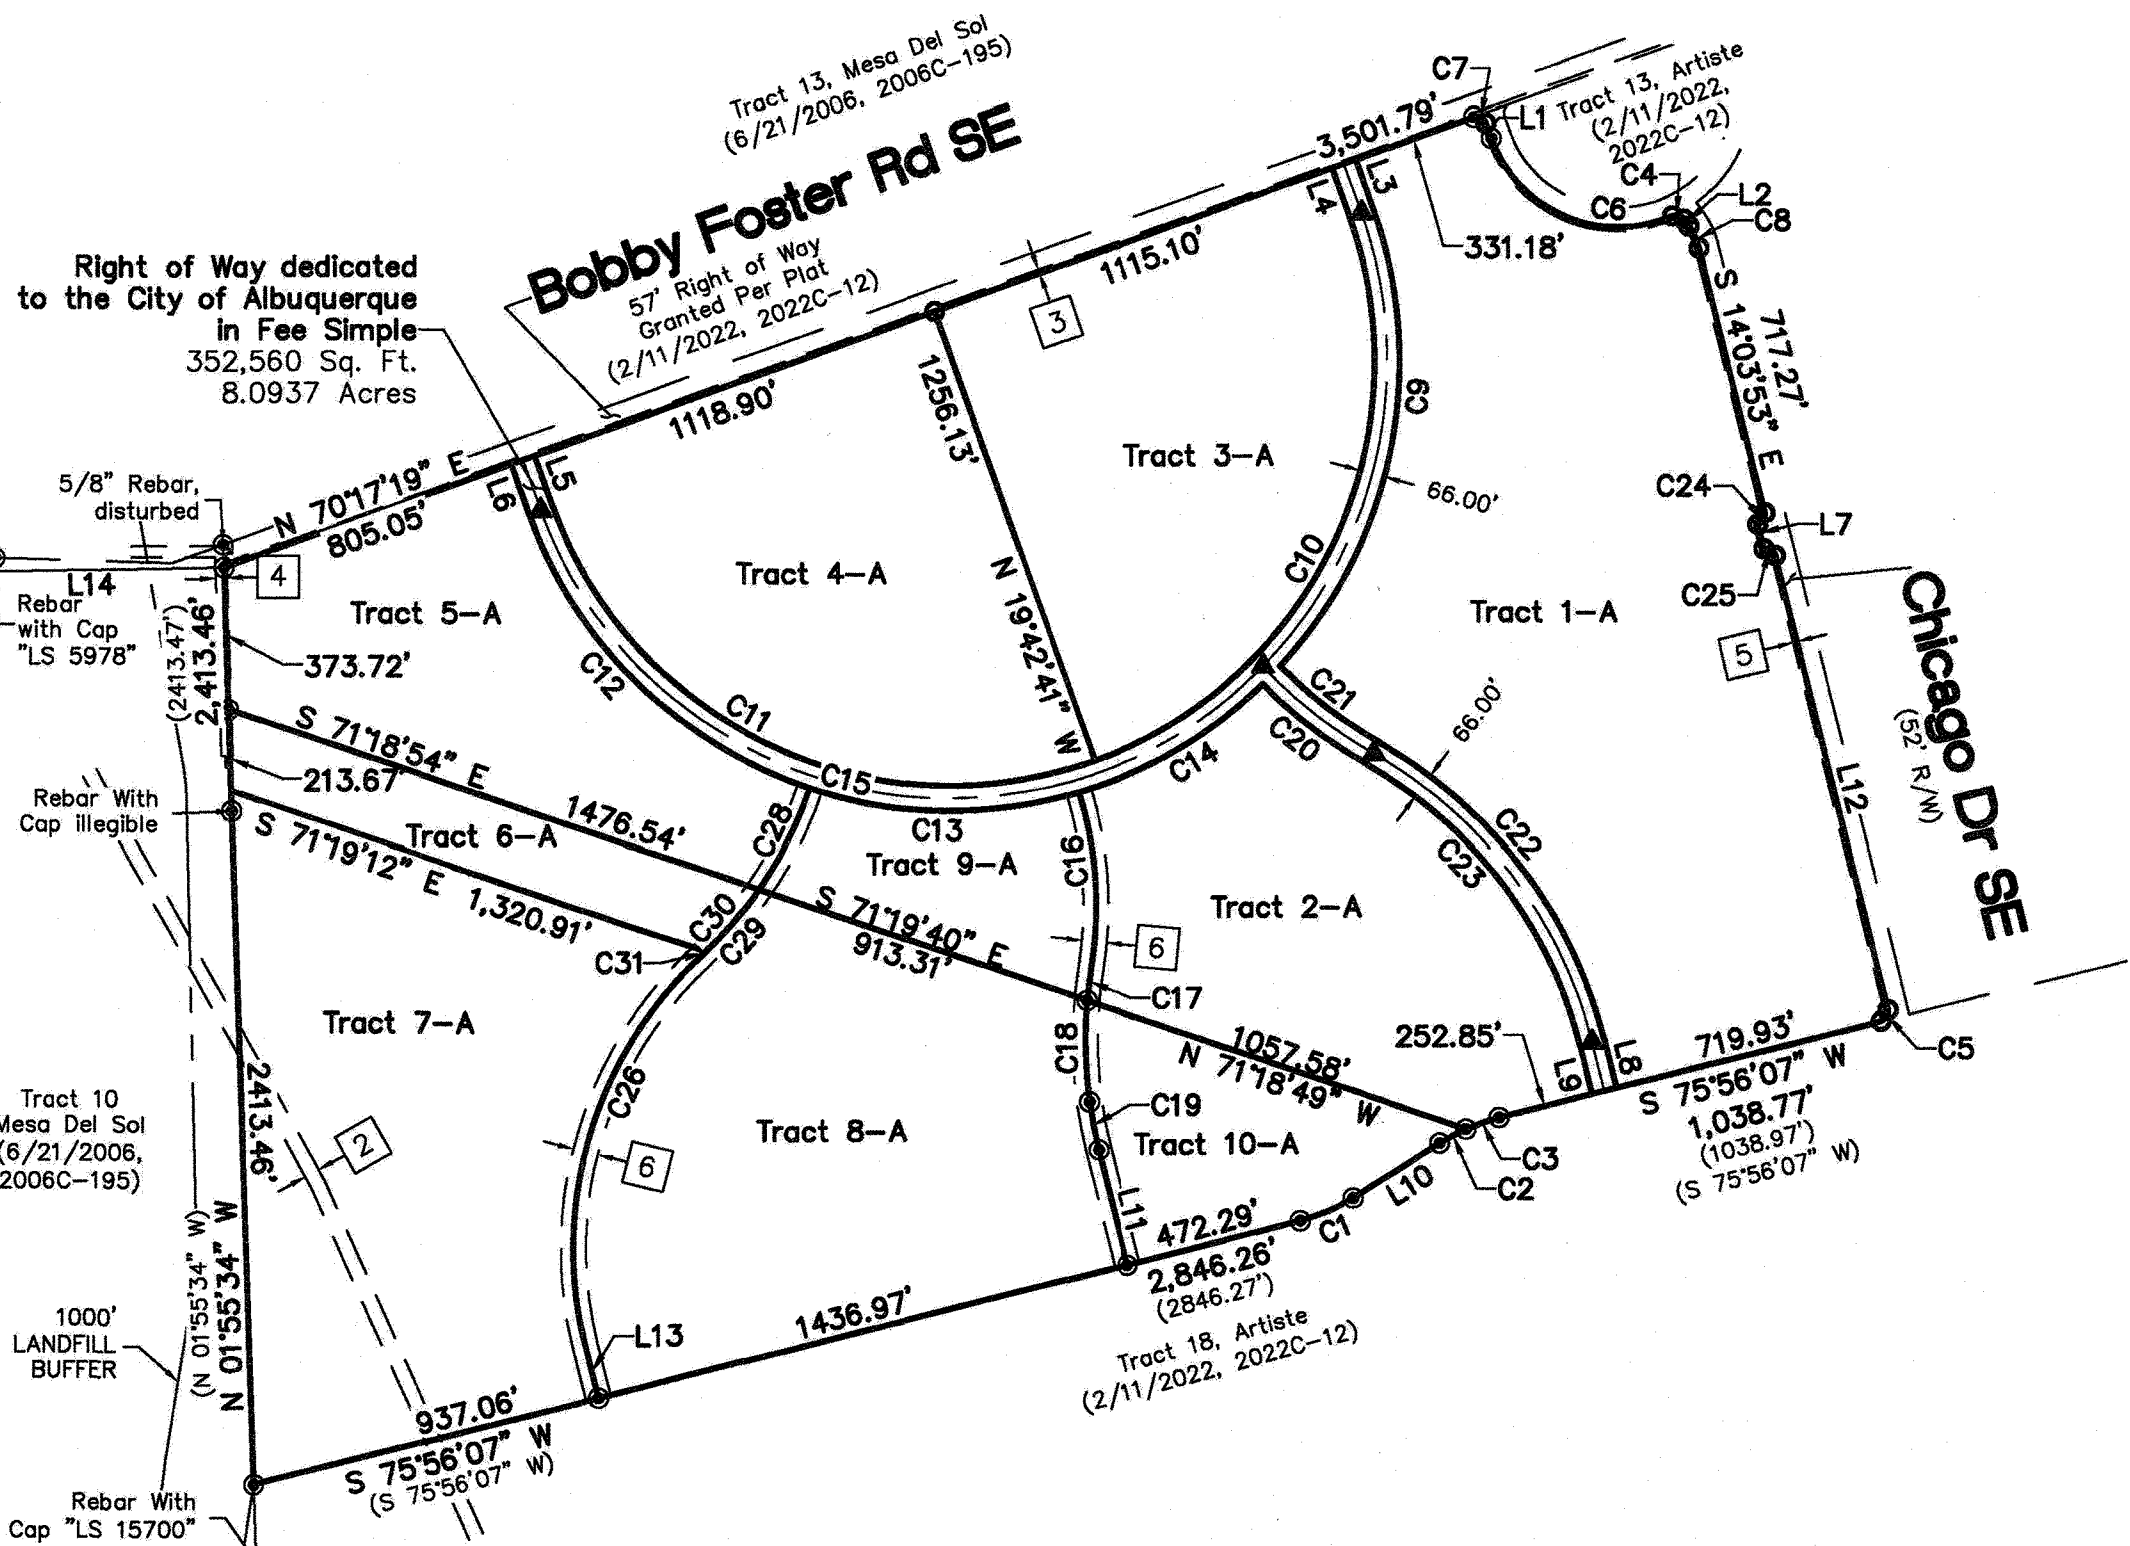 Tract 13, Mesa Del Sol
(6/21/2006, 2006C-195)
Bobby Foster Rd SE
57' Right of Way
Granted Per Plat
(2/11/2022, 2022C-12)
C7
L1
Tract 13, Artiste
(2/11/2022,
2022C-12)
3,501.79'
L3
L4
C4
L2
C6
C8
331.18'
1115.10'
3
Right of Way dedicated
to the City of Albuquerque
in Fee Simple
352,560 Sq. Ft.
8.0937 Acres
S 14°03'53" E
717.27'
1118.90'
1256.13'
N 19°42'41" W
C9
Tract 3-A
66.00'
C24
L7
C25
5/8" Rebar,
disturbed
N 70°17'19" E
805.05'
L5
L6
L14
4
Rebar
with Cap
"LS 5978"
(2413.47')
2,413.46'
Tract 5-A
Tract 4-A
C10
Tract 1-A
5
Chicago Dr SE
(52' R/W)
373.72'
C12
C11
C21
C20
66.00'
S 71°18'54" E
1476.54'
213.67'
C15
C14
C13
L12
Rebar With
Cap illegible
Tract 6-A
S 71°19'12" E
1,320.91'
C28
Tract 9-A
C16
C22
C23
C30
C29
C31
S 71°19'40" E
913.31'
Tract 2-A
6
C17
Tract 7-A
C18
1057.58'
N 71°18'49" W
252.85'
L9
L8
719.93'
S 75°56'07" W
1,038.77'
(1038.97')
(S 75°56'07" W)
C5
2413.46'
C26
C19
Tract 10
Mesa Del Sol
(6/21/2006,
2006C-195)
2
6
Tract 8-A
Tract 10-A
C3
C2
L10
C1
L11
472.29'
2,846.26'
(2846.27')
N 01°55'34" W
(N 01°55'34" W)
1000'
LANDFILL
BUFFER
L13
1436.97'
Tract 18, Artiste
(2/11/2022, 2022C-12)
937.06'
S 75°56'07" W
(S 75°56'07" W)
Rebar With
Cap "LS 15700"